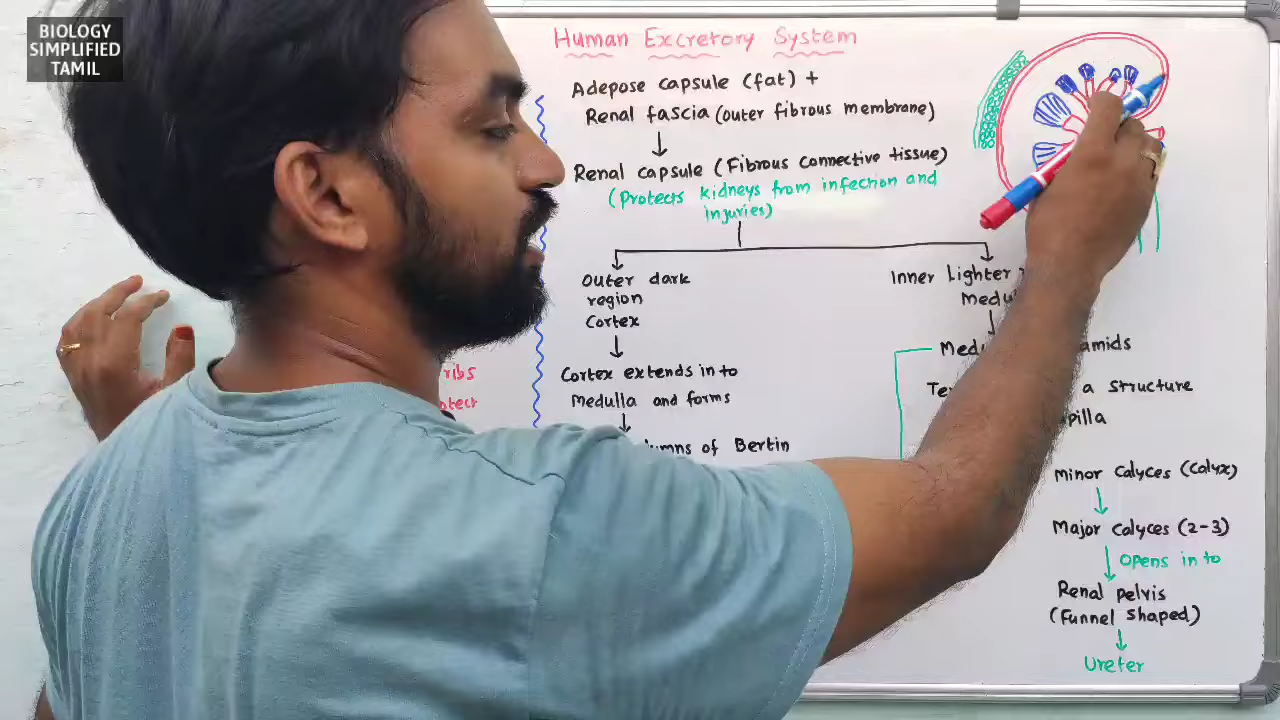 BIOLOGY
SIMPLIFIED
TAMIL
Human Excretory System
Adepose capsule (fat) +
Renal fascia (outer fibrous membrane)
Renal capsule (Fibrous connective tissue)
(Protects kidneys from infection and
injuries)
Outer dark
region
Cortex
Cortex extends in to
Medulla and forms
of Bertin
Inner Lighter
a structure
Minor Calyces (Calyx)
Major calyces (2-3)
Opens in to
Renal pelvis
(Funnel shaped)
Ureter
ribs